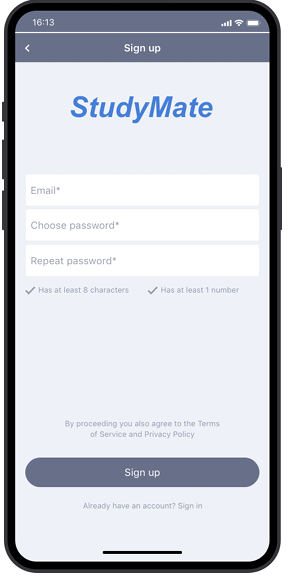 16:13
Sign up
StudyMate
Email*
Choose password*
Repeat password*
Has at least 8 characters
Has at least 1 number
By proceeding you also agree to the Terms
of Service and Privacy Policy
Sign up
Already have an account? Sign in